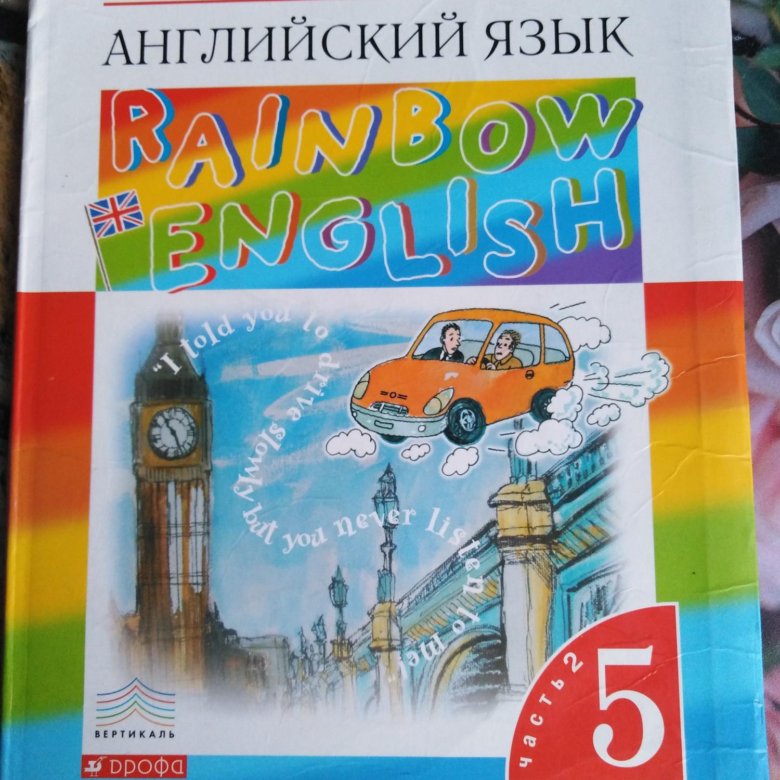 АНГЛИЙСКИЙ ЯЗЫК
RAINBOW
ENGLISH
"I told you to drive slowly but you never listen to me!"
часть 2
5
ВЕРТИКАЛЬ
ДРОФА